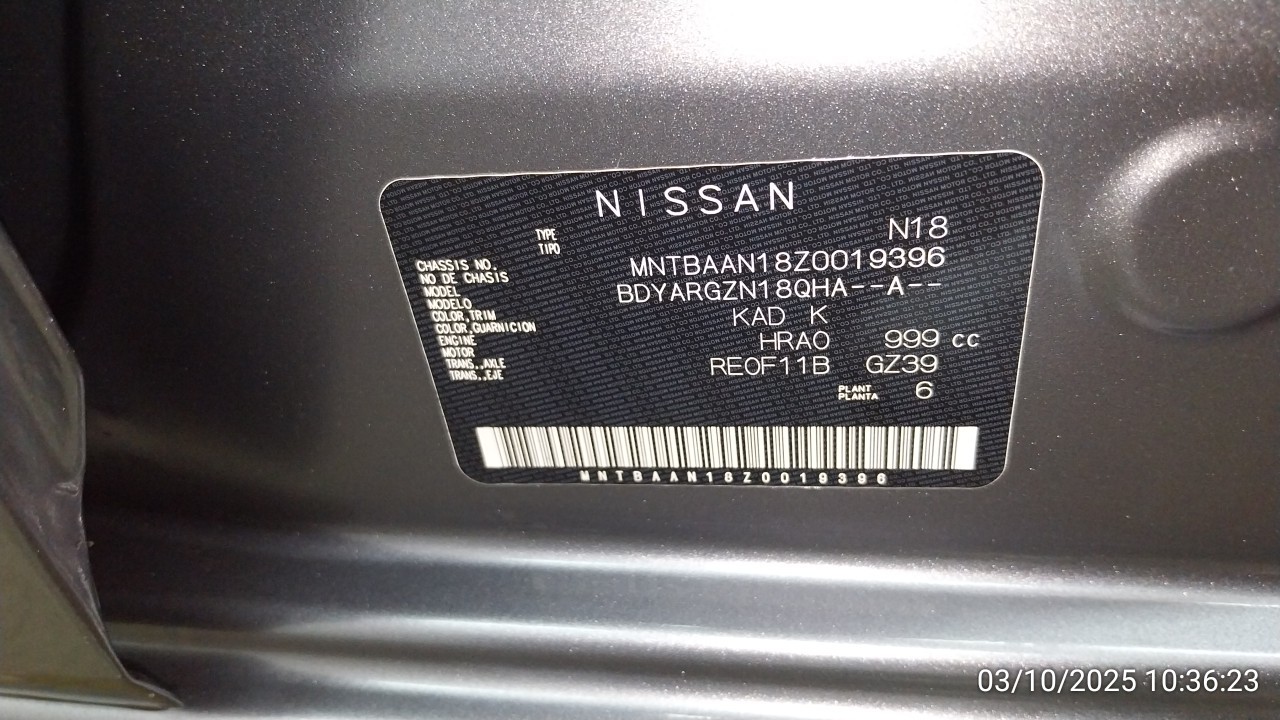 NISSAN
TYPE N18
TIPO
CHASSIS NO. MNTBAAN18Z0019396
NO DE CHASIS
MODEL BDYARGZN18QHA--A--
MODELO
COLOR,TRIM KAD K
COLOR,GUARNICION
ENGINE HRA0 999 cc
MOTOR
TRANS.,AXLE RE0F11B GZ39
TRANS.,EJE
PLANT 6
PLANTA
MNTBAAN18Z0019396
03/10/2025 10:36:23